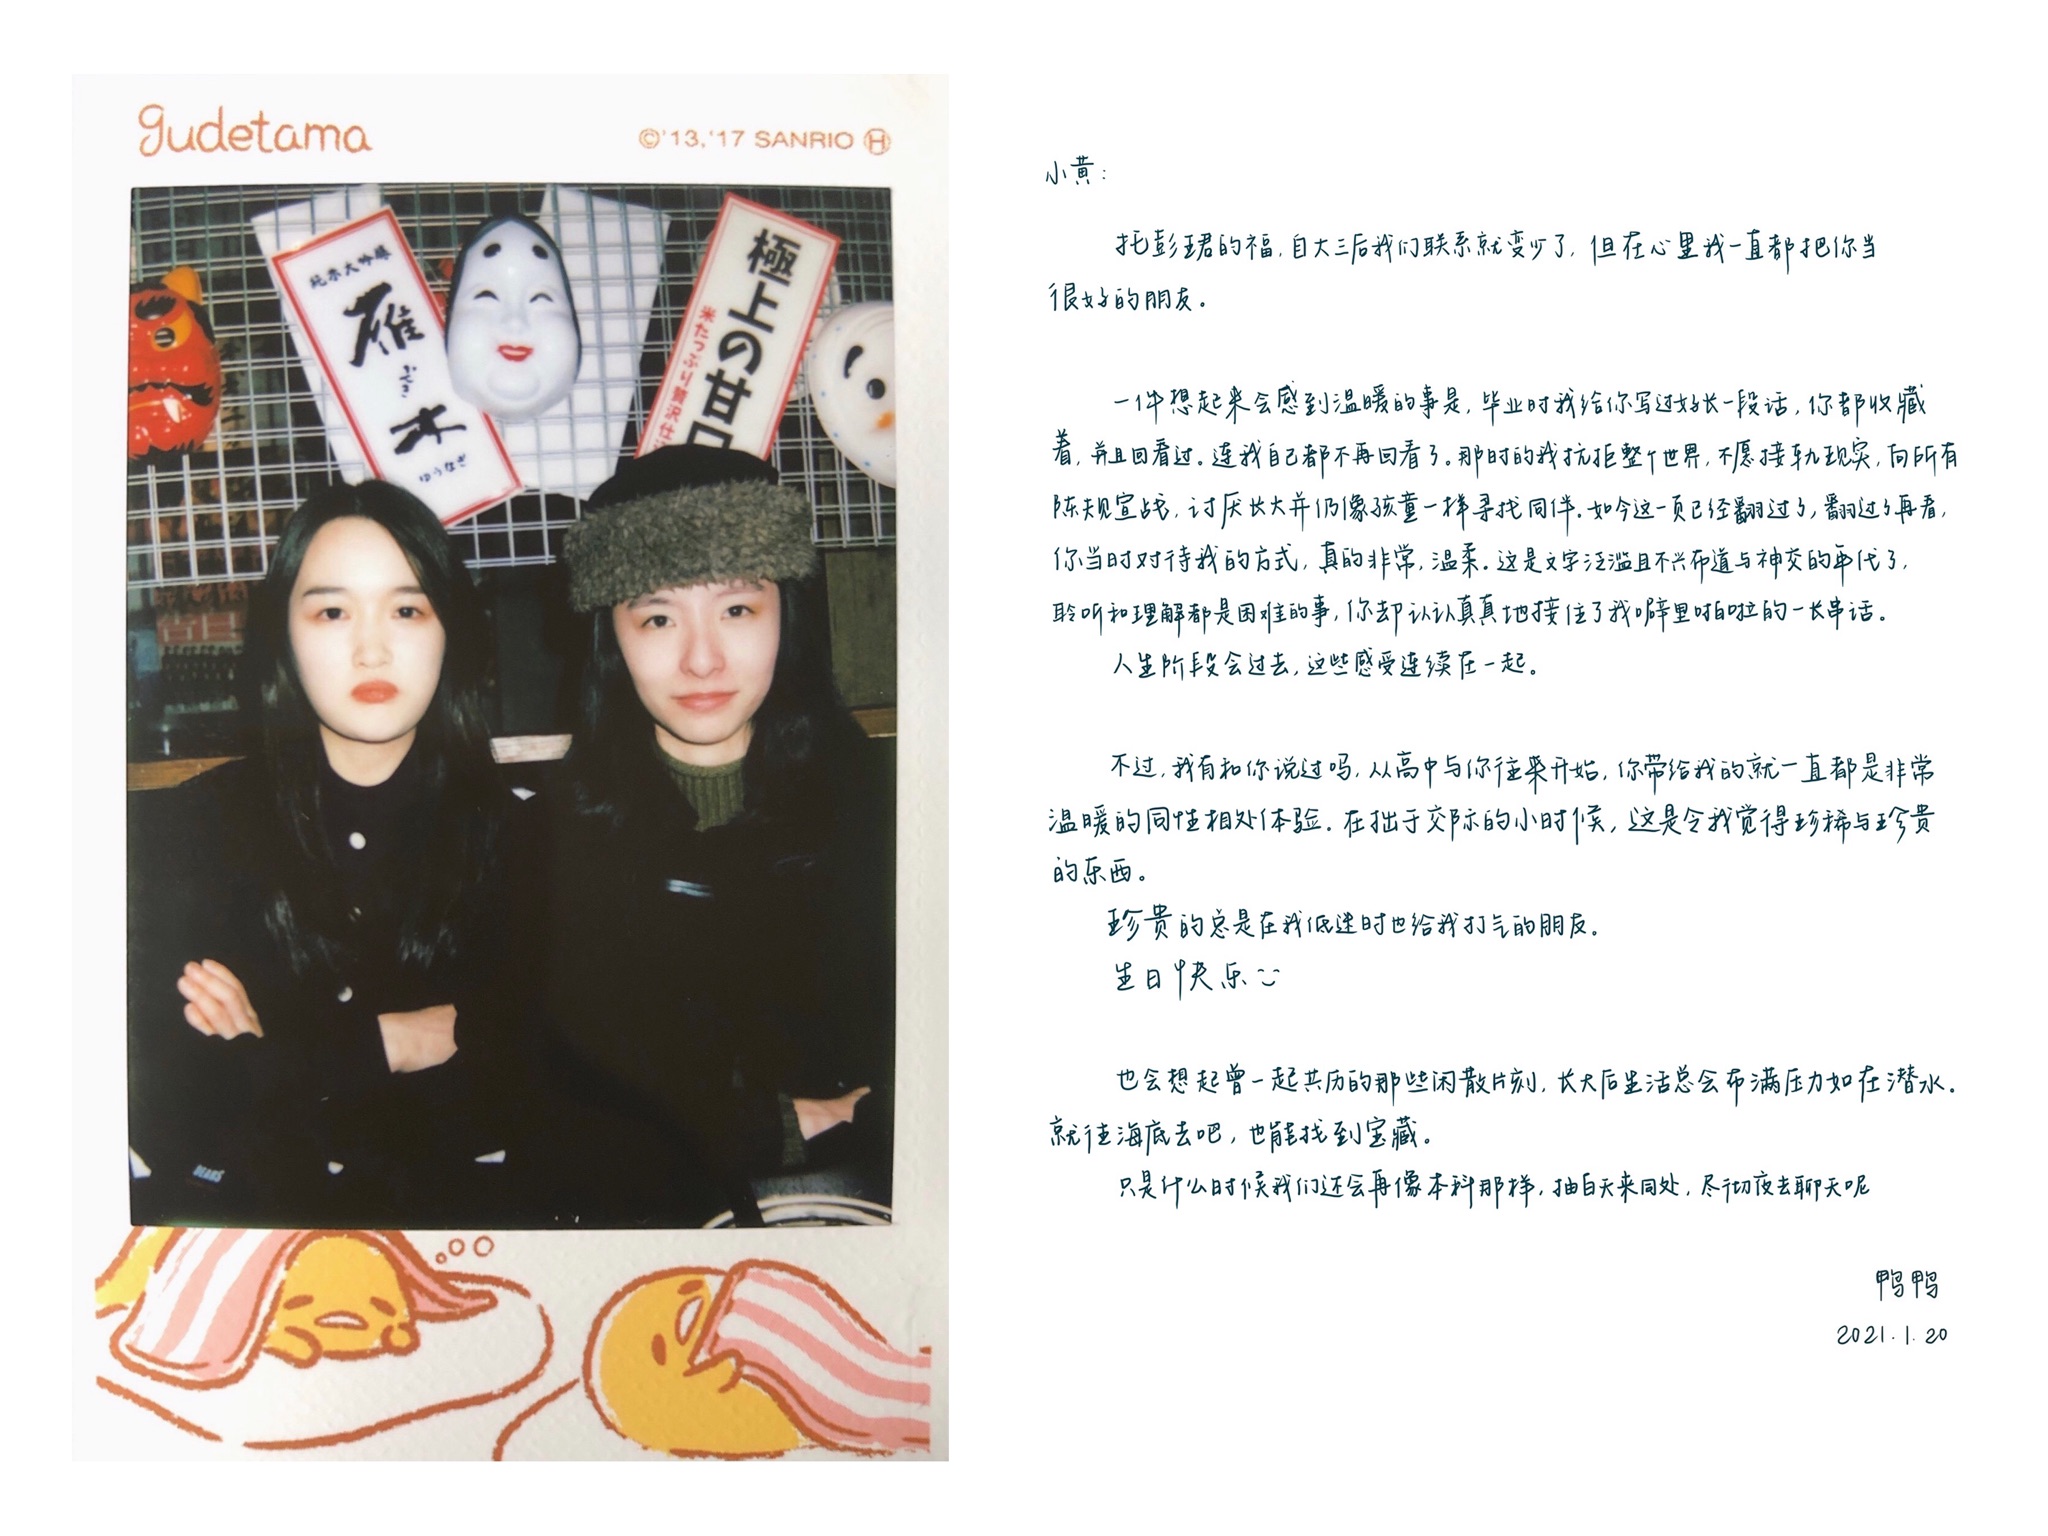 gudetama
©'13,'17 SANRIO Ⓗ
純米大吟醸
雁
木
ゆうなぎ
極上の甘口
米たっぷり贅沢仕
BEARS
小黄：
托彭珺的福，自大三后我们联系就变少了，但在心里我一直都把你当
很好的朋友。
一件想起来会感到温暖的事是，毕业时我给你写过好长一段话，你都收藏
着，并且回看过。连我自己都不再回看了。那时的我抗拒整个世界，不愿接轨现实，向所有
陈规宣战，讨厌长大并仍像孩童一样寻找同伴。如今这一页已经翻过了，翻过了再看，
你当时对待我的方式，真的非常，温柔。这是文字泛滥且不兴布道与神交的年代了，
聆听和理解都是困难的事，你却认认真真地接住了我噼里啪啦的一长串话。
人生阶段会过去，这些感受连续在一起。
不过，我有和你说过吗，从高中与你往来开始，你带给我的就一直都是非常
温暖的同性相处体验。在拙于交际的小时候，这是令我觉得珍稀与珍贵
的东西。
珍贵的总是在我低迷时也给我打气的朋友。
生日快乐
也会想起曾一起共历的那些闲散片刻，长大后生活总会布满压力如在潜水。
就往海底去吧，也能找到宝藏。
只是什么时候我们还会再像本科那样，抽白天来同处，尽彻夜去聊天呢
鸭鸭
2021.1.20